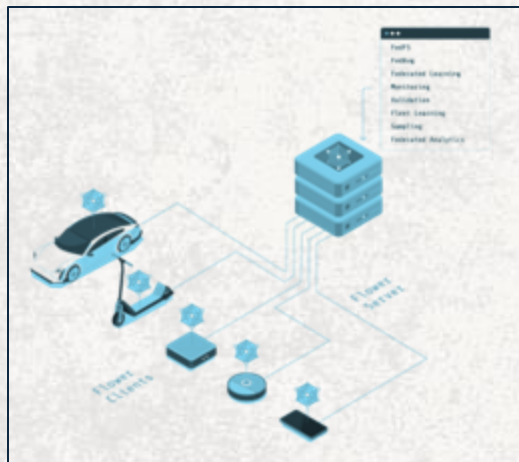 FedFS
FedBug
Federated Learning
Monitoring
Validation
Fleet Learning
Sampling
Federated Analytics
Flower
Server
Flower
Clients